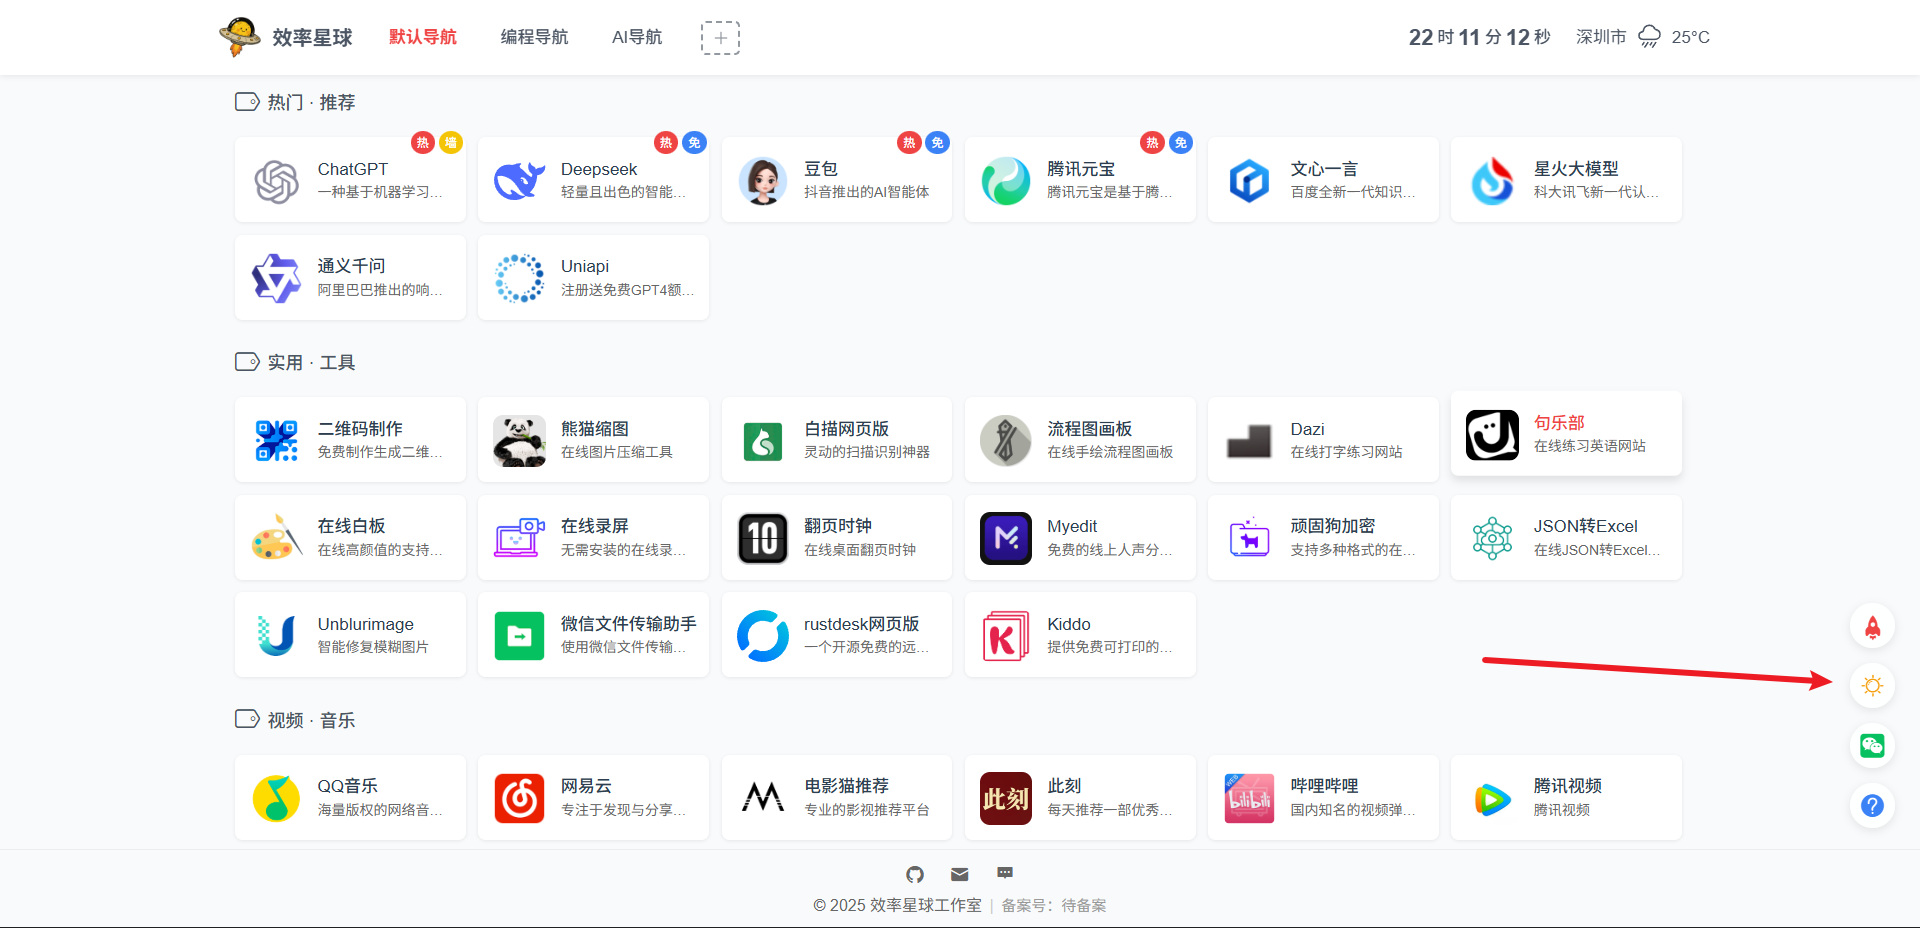 效率星球
默认导航
编程导航
AI导航
22 时 11 分 12 秒
深圳市
25°C
热门 · 推荐
热
墙
ChatGPT
一种基于机器学习...
热
免
Deepseek
轻量且出色的智能...
热
免
豆包
抖音推出的AI智能体
热
免
腾讯元宝
腾讯元宝是基于腾...
文心一言
百度全新一代知识...
星火大模型
科大讯飞新一代认...
通义千问
阿里巴巴推出的响...
Uniapi
注册送免费GPT4额...
实用 · 工具
二维码制作
免费制作生成二维...
熊猫缩图
在线图片压缩工具
白描网页版
灵动的扫描识别神器
流程图画板
在线手绘流程图画板
Dazi
在线打字练习网站
句乐部
在线练习英语网站
在线白板
在线高颜值的支持...
在线录屏
无需安装的在线录...
10
翻页时钟
在线桌面翻页时钟
Myedit
免费的线上人声分...
顽固狗加密
支持多种格式的在...
JSON转Excel
在线JSON转Excel...
Unblurimage
智能修复模糊图片
微信文件传输助手
使用微信文件传输...
rustdesk网页版
一个开源免费的远...
K
Kiddo
提供免费可打印的...
视频 · 音乐
QQ音乐
海量版权的网络音...
网易云
专注于发现与分享...
电影猫推荐
专业的影视推荐平台
此刻
此刻
每天推荐一部优秀...
WEB
bilibili
哔哩哔哩
国内知名的视频弹...
腾讯视频
腾讯视频
© 2025 效率星球工作室 | 备案号：待备案